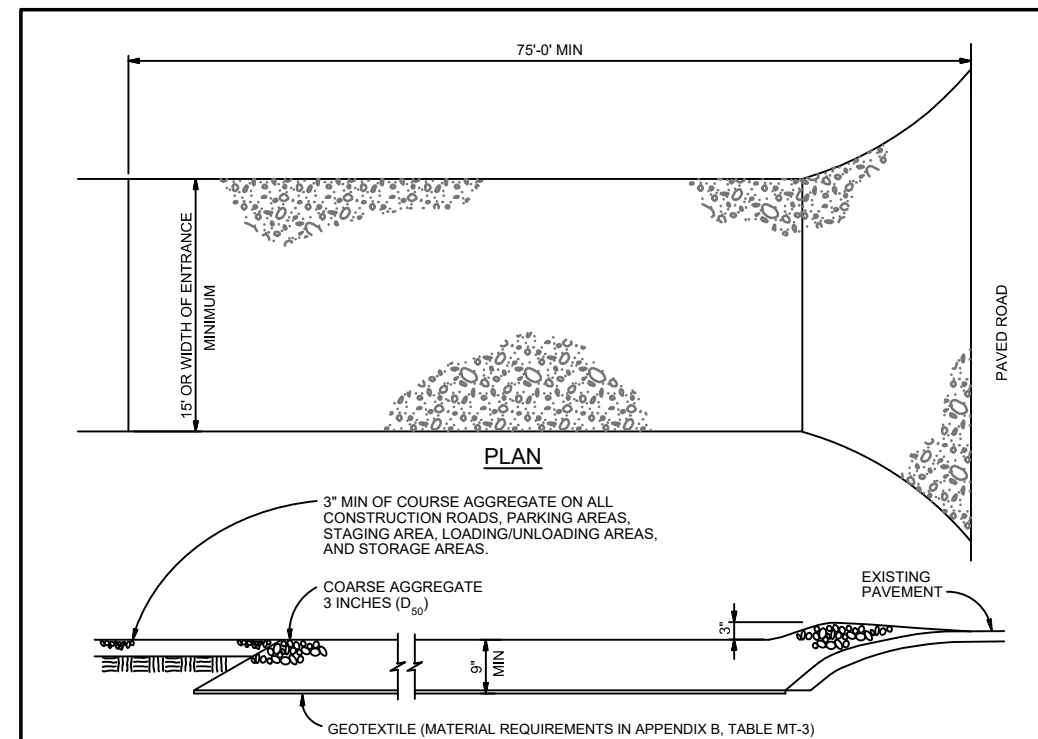 75'-0' MIN
15' OR WIDTH OF ENTRANCE
MINIMUM
PAVED ROAD
PLAN
3" MIN OF COURSE AGGREGATE ON ALL
CONSTRUCTION ROADS, PARKING AREAS,
STAGING AREA, LOADING/UNLOADING AREAS,
AND STORAGE AREAS.
COARSE AGGREGATE
3 INCHES (D50)
EXISTING
PAVEMENT
3"
9"
MIN
GEOTEXTILE (MATERIAL REQUIREMENTS IN APPENDIX B, TABLE MT-3)